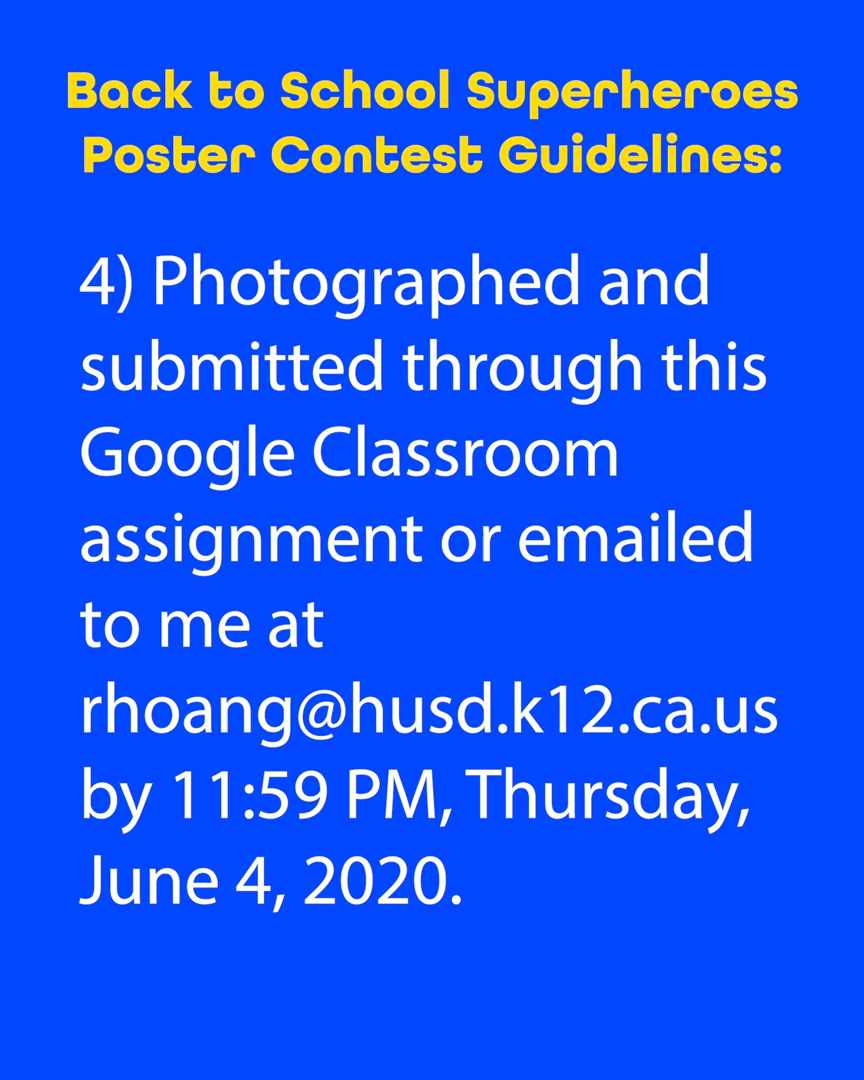 Back to School Superheroes
Poster Contest Guidelines:
4) Photographed and
submitted through this
Google Classroom
assignment or emailed
to me at
rhoang@husd.k12.ca.us
by 11:59 PM, Thursday,
June 4, 2020.